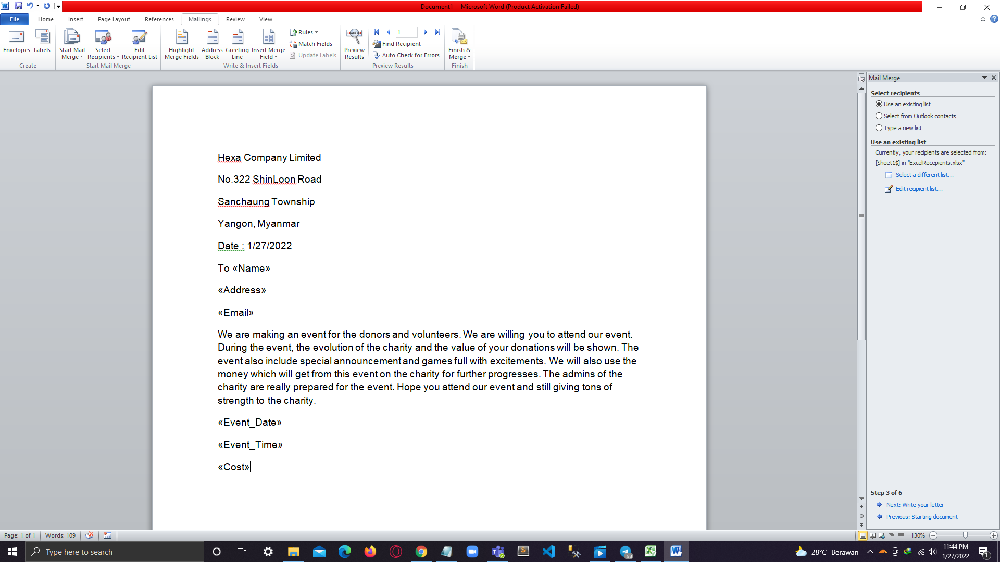 Document1 - Microsoft Word (Product Activation Failed)
File Home Insert Page Layout References Mailings Review View
Envelopes Labels Start Mail Merge Select Recipients Edit Recipient List Highlight Merge Fields Address Block Greeting Line Insert Merge Field Rules Match Fields Update Labels Preview Results 1 Find Recipient Auto Check for Errors Finish & Merge
Create Start Mail Merge Write & Insert Fields Preview Results Finish
Hexa Company Limited
No.322 ShinLoon Road
Sanchaung Township
Yangon, Myanmar
Date : 1/27/2022
To «Name»
«Address»
«Email»
We are making an event for the donors and volunteers. We are willing you to attend our event.
During the event, the evolution of the charity and the value of your donations will be shown. The
event also include special announcement and games full with excitements. We will also use the
money which will get from this event on the charity for further progresses. The admins of the
charity are really prepared for the event. Hope you attend our event and still giving tons of
strength to the charity.
«Event_Date»
«Event_Time»
«Cost»
Mail Merge
Select recipients
Use an existing list
Select from Outlook contacts
Type a new list
Use an existing list
Currently, your recipients are selected from:
[Sheet1$] in "ExcelRecepients.xlsx"
Select a different list...
Edit recipient list...
Step 3 of 6
Next: Write your letter
Previous: Starting document
Page: 1 of 1 Words: 109 130%
Type here to search 83 28°C Berawan 11:44 PM
1/27/2022 1